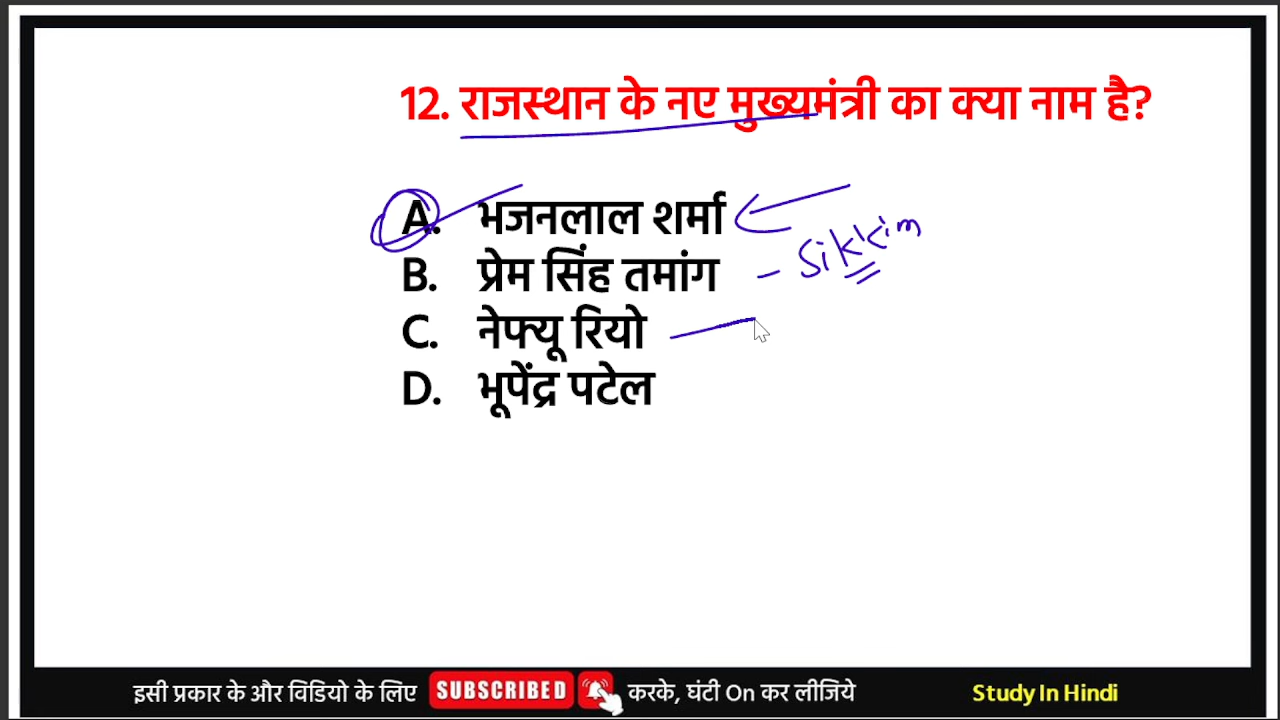 12. राजस्थान के नए मुख्यमंत्री का क्या नाम है?
A. भजनलाल शर्मा
B. प्रेम सिंह तमांग – Sikkim
C. नेफ्यू रियो
D. भूपेंद्र पटेल
इसी प्रकार के और विडियो के लिए SUBSCRIBED करके, घंटी On कर लीजिये Study In Hindi